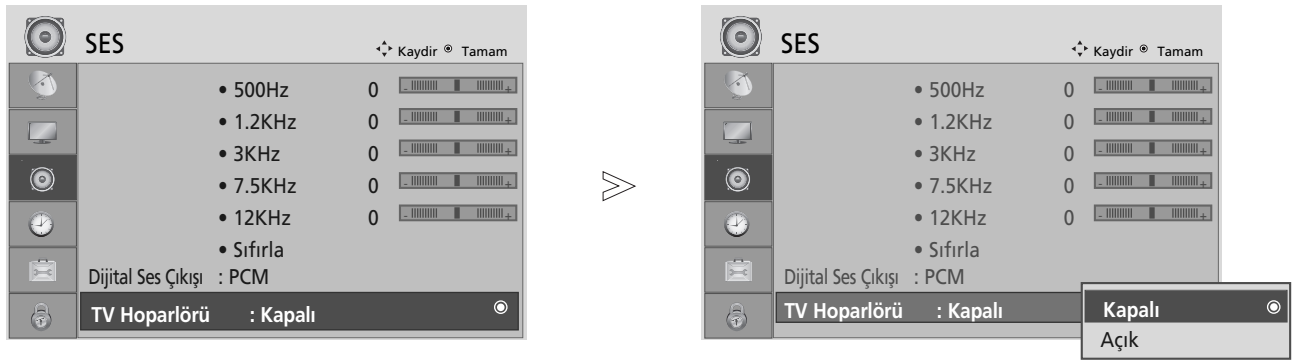 SES
Kaydir Tamam
• 500Hz 0 - +
• 1.2KHz 0 - +
• 3KHz 0 - +
• 7.5KHz 0 - +
• 12KHz 0 - +
• Sıfırla
Dijital Ses Çıkışı : PCM
TV Hoparlörü : Kapalı
SES
Kaydir Tamam
• 500Hz 0 - +
• 1.2KHz 0 - +
• 3KHz 0 - +
• 7.5KHz 0 - +
• 12KHz 0 - +
• Sıfırla
Dijital Ses Çıkışı : PCM
TV Hoparlörü : Kapalı
Kapalı
Açık